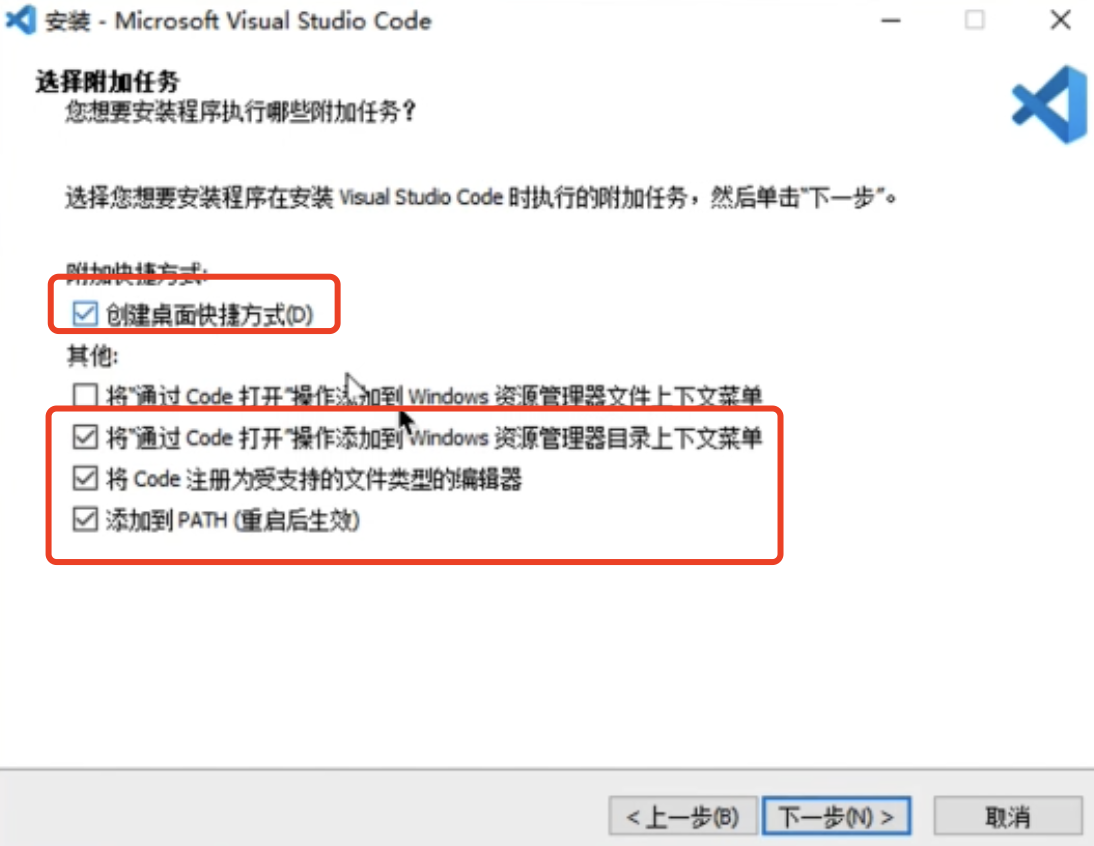 安装 - Microsoft Visual Studio Code
选择附加任务
您想要安装程序执行哪些附加任务？
选择您想要安装程序在安装 Visual Studio Code 时执行的附加任务，然后单击“下一步”。
附加快捷方式:
创建桌面快捷方式(D)
其他:
将“通过 Code 打开”操作添加到 Windows 资源管理器文件上下文菜单
将“通过 Code 打开”操作添加到 Windows 资源管理器目录上下文菜单
将 Code 注册为受支持的文件类型的编辑器
添加到 PATH (重启后生效)
< 上一步(B)
下一步(N) >
取消